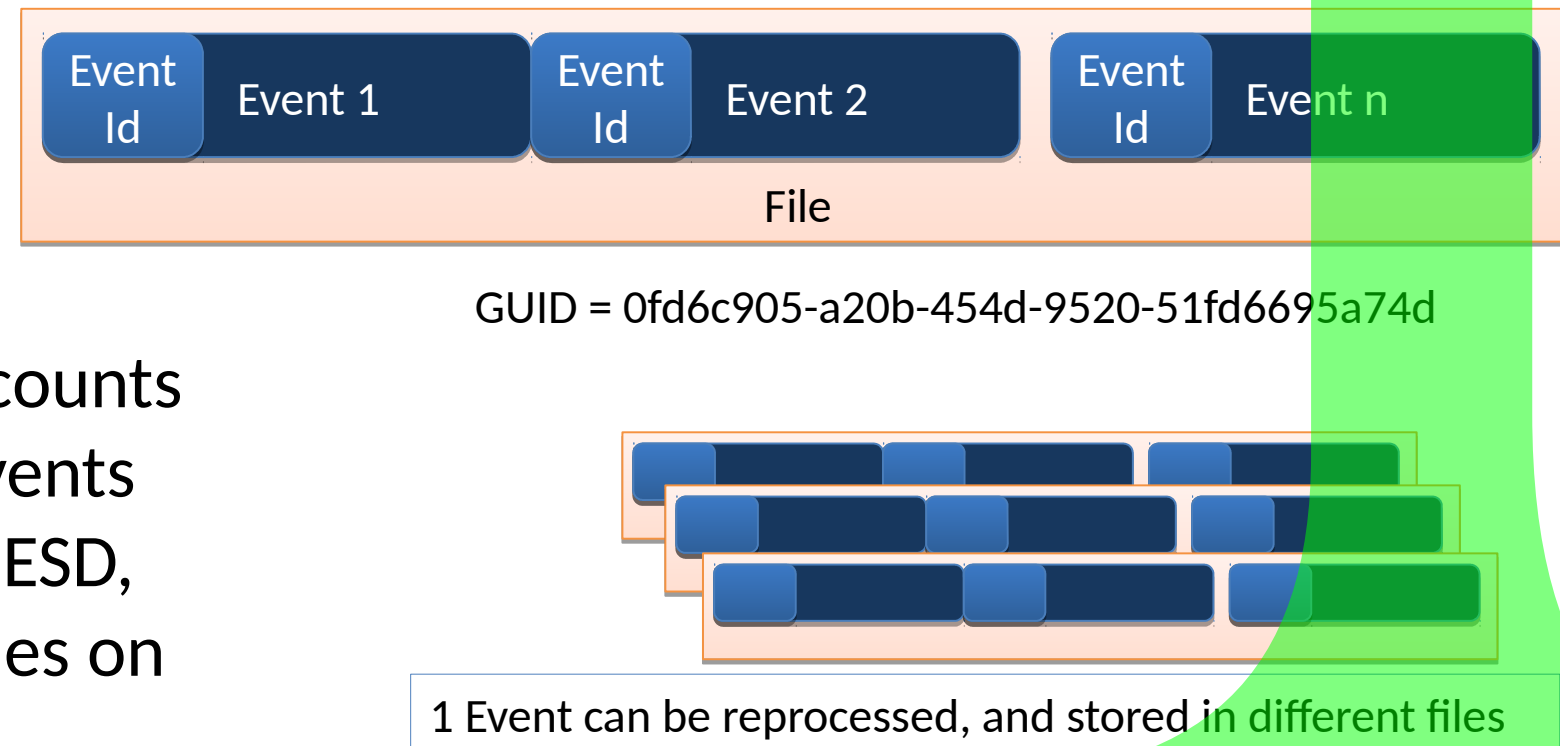 Event Id Event 1 Event Id Event 2 Event Id Event n
File
GUID = 0fd6c905-a20b-454d-9520-51fd6695a74d
counts
vents
ESD,
es on
1 Event can be reprocessed, and stored in different files